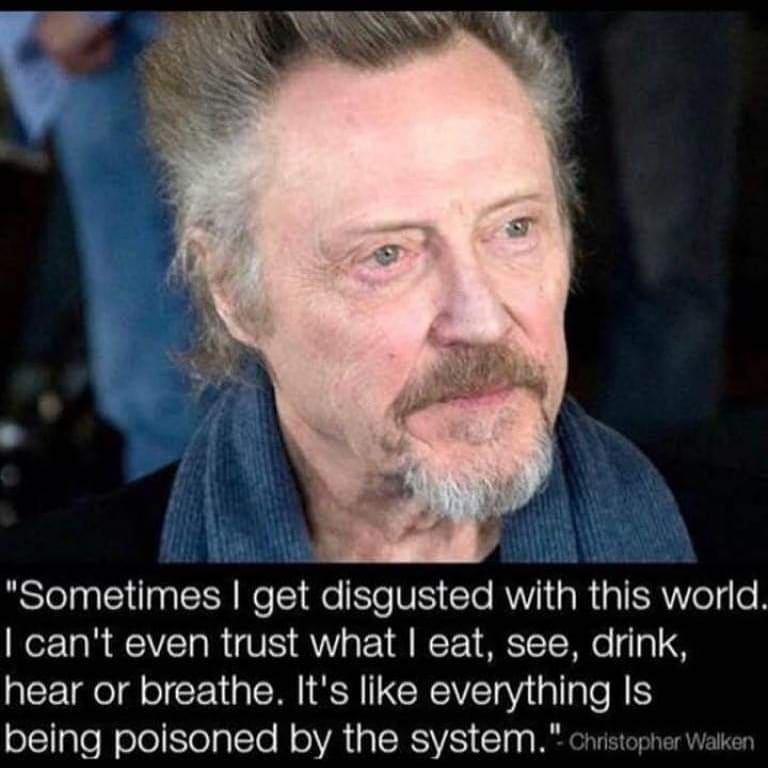 "Sometimes I get disgusted with this world.
I can't even trust what I eat, see, drink,
hear or breathe. It's like everything Is
being poisoned by the system." - Christopher Walken